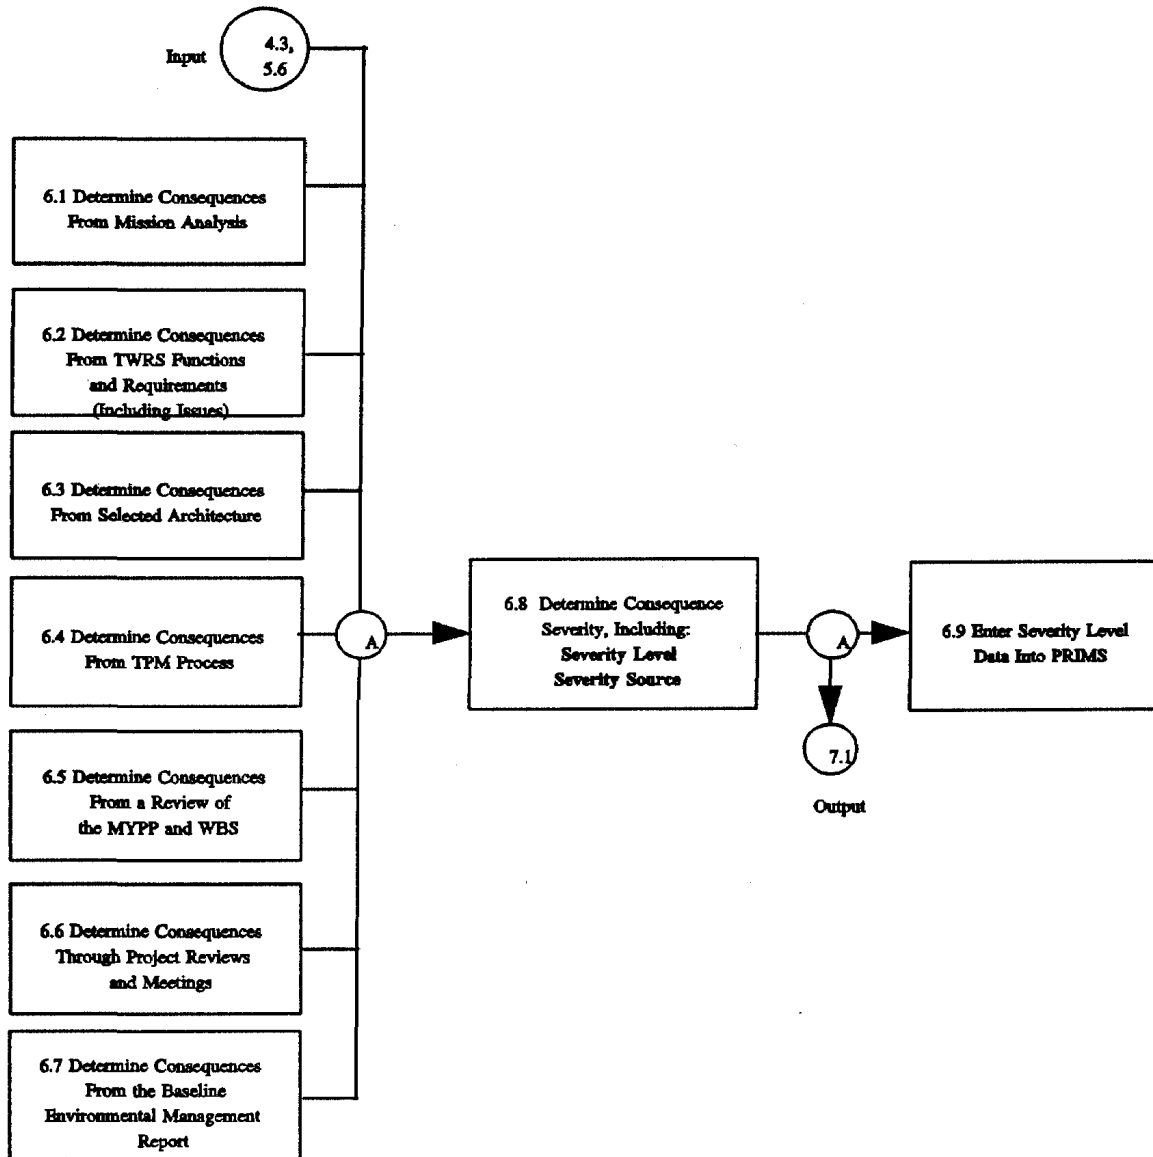 Input
4.3,
5.6
6.1 Determine Consequences
From Mission Analysis
6.2 Determine Consequences
From TWRS Functions
and Requirements
(Including Issues)
6.3 Determine Consequences
From Selected Architecture
6.4 Determine Consequences
From TPM Process
6.5 Determine Consequences
From a Review of
the MYPP and WBS
6.6 Determine Consequences
Through Project Reviews
and Meetings
6.7 Determine Consequences
From the Baseline
Environmental Management
Report
A
6.8 Determine Consequence
Severity, Including:
Severity Level
Severity Source
A
7.1
Output
6.9 Enter Severity Level
Data Into PRIMS